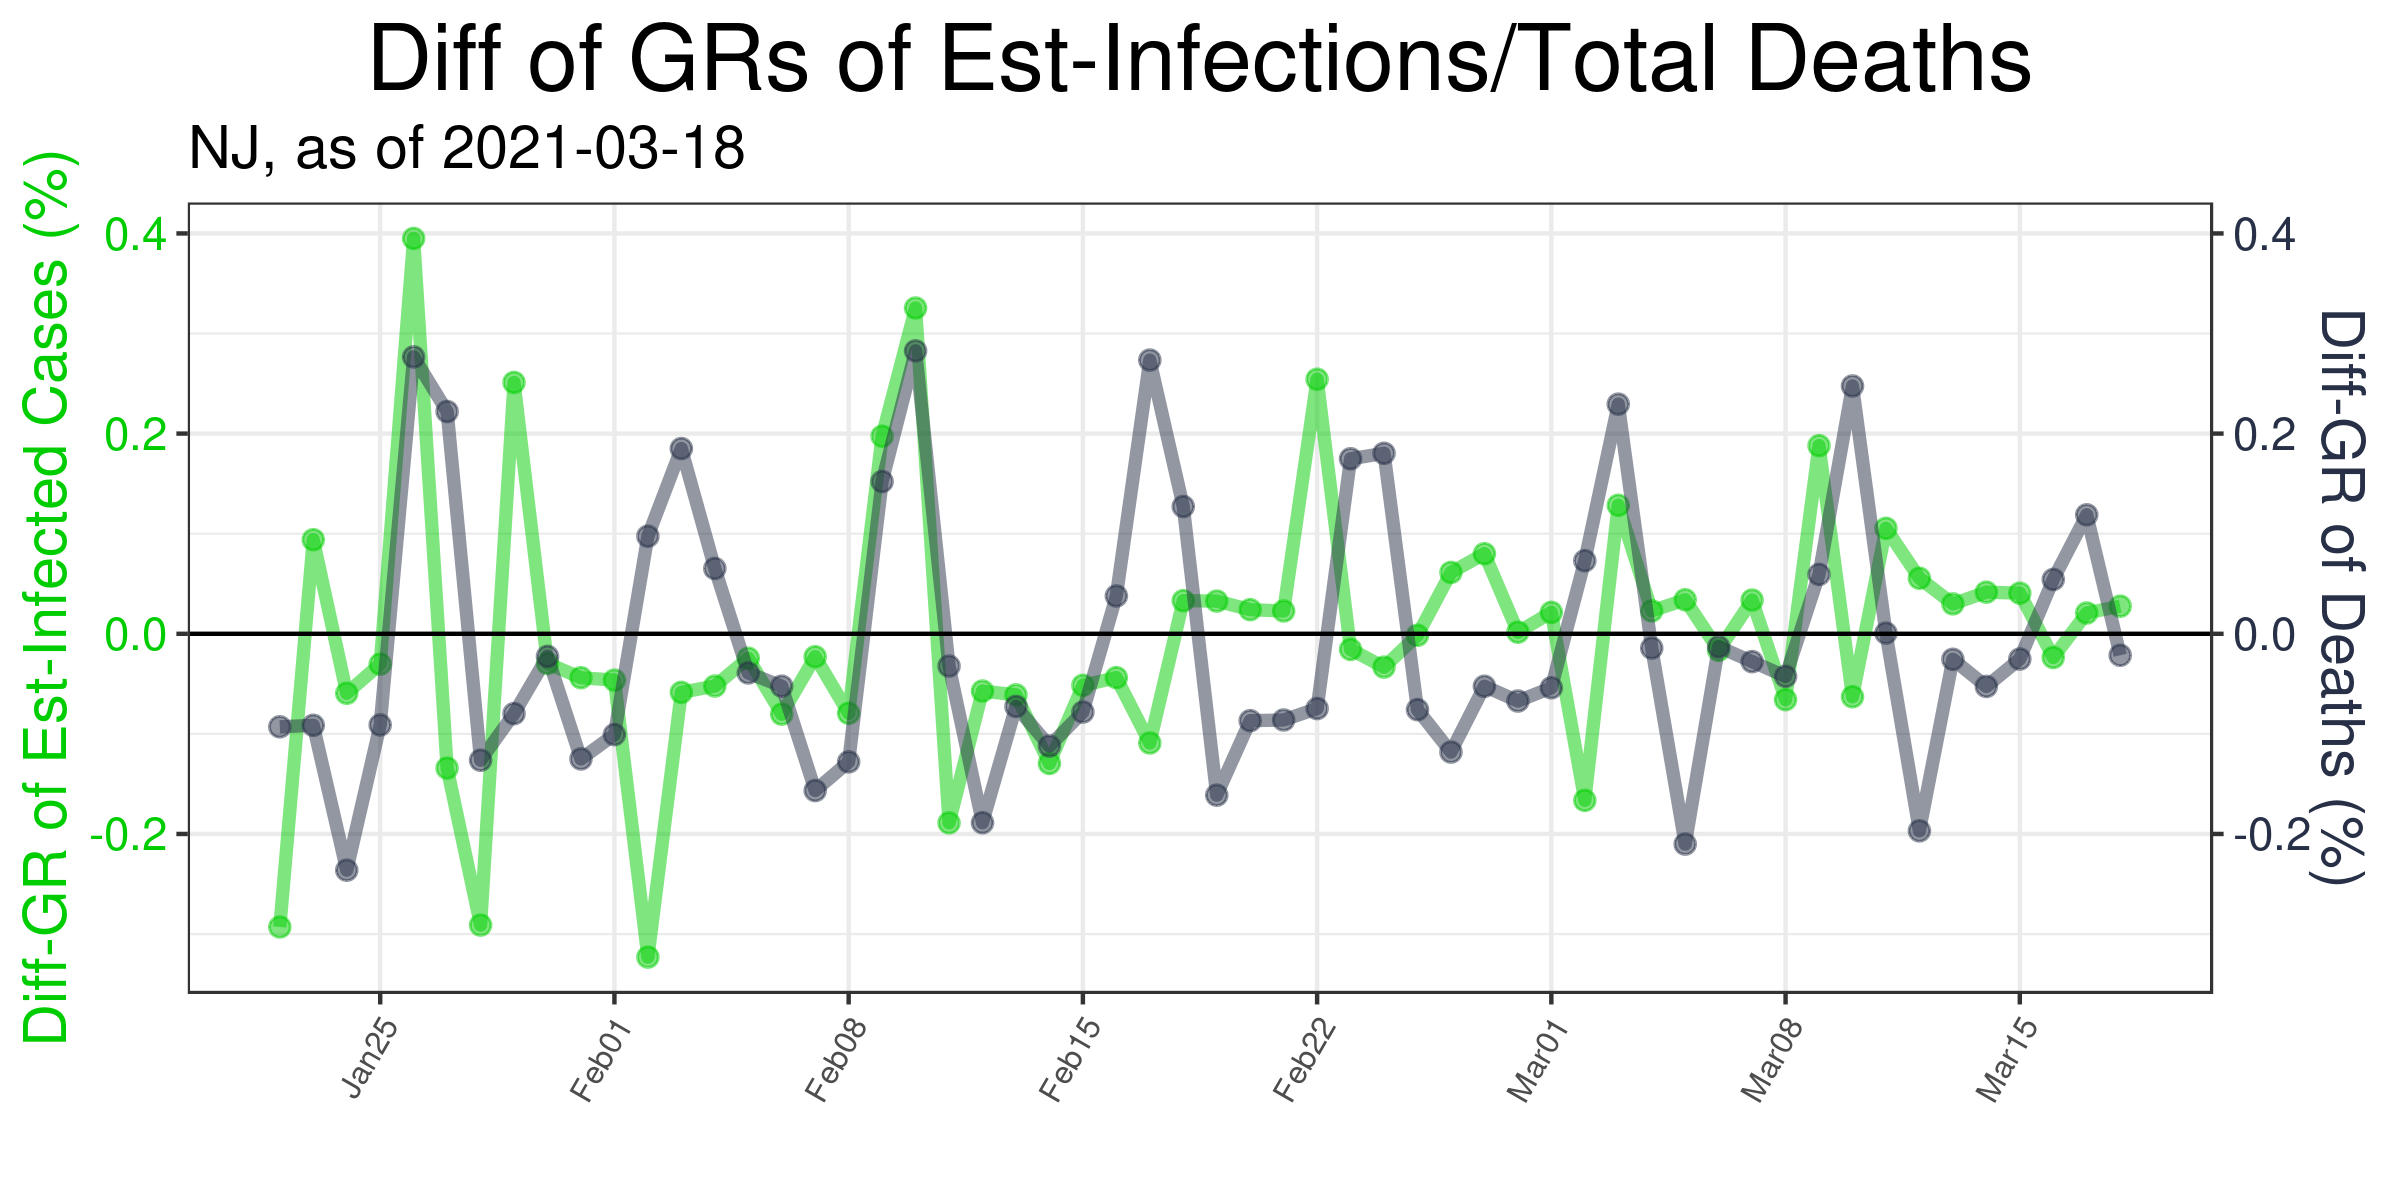 Diff of GRs of Est-Infections/Total Deaths
NJ, as of 2021-03-18
Diff-GR of Est-Infected Cases (%)
0.4
0.2
0.0
-0.2
0.4
0.2
0.0
-0.2
Diff-GR of Deaths (%)
Jan25
Feb01
Feb08
Feb15
Feb22
Mar01
Mar08
Mar15